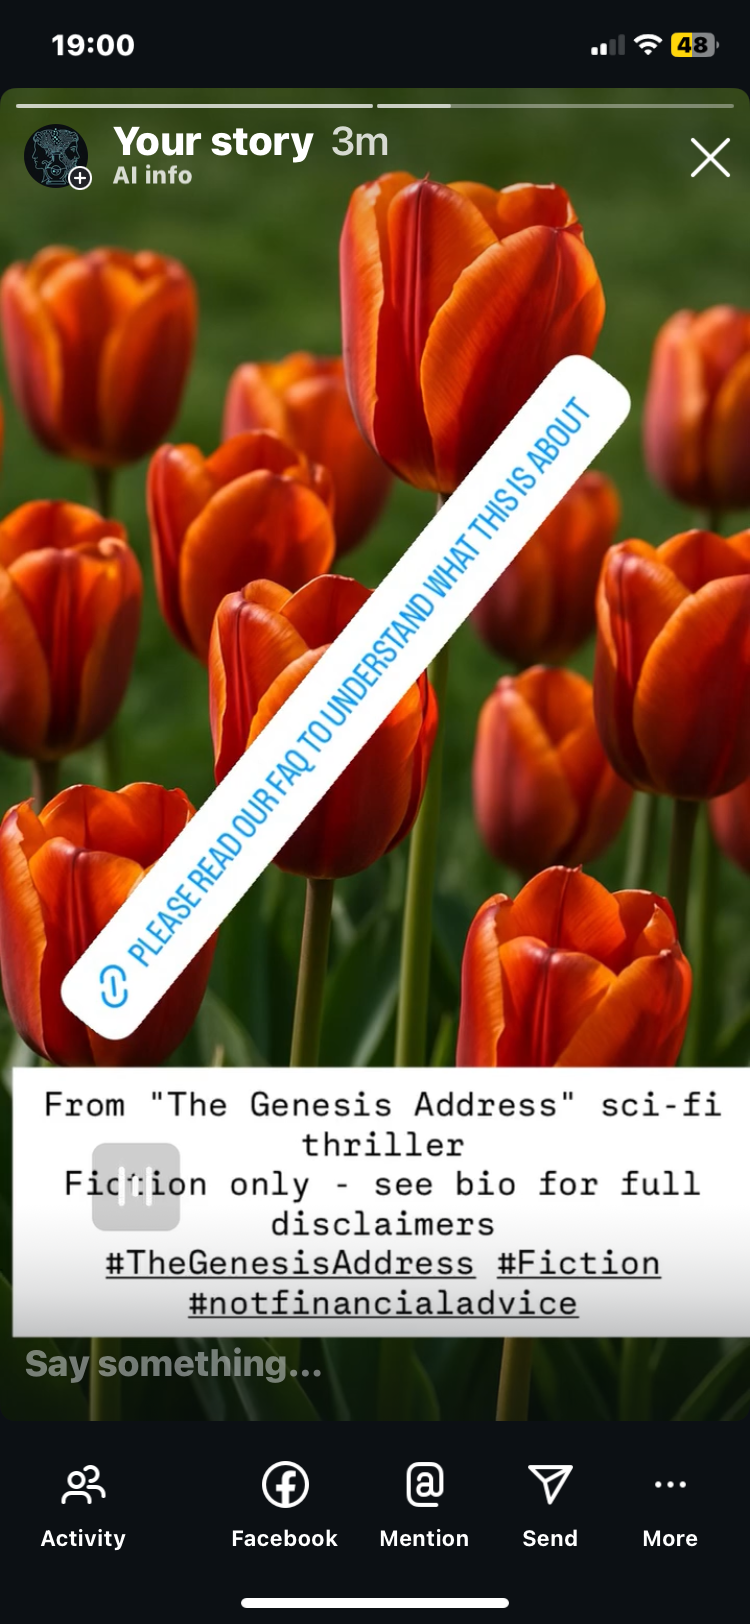 19:00
48
Your story 3m
AI info
PLEASE READ OUR FAQ TO UNDERSTAND WHAT THIS IS ABOUT
From "The Genesis Address" sci-fi
thriller
Fiction only - see bio for full
disclaimers
#TheGenesisAddress #Fiction
#notfinancialadvice
Say something...
Activity
Facebook
Mention
Send
More